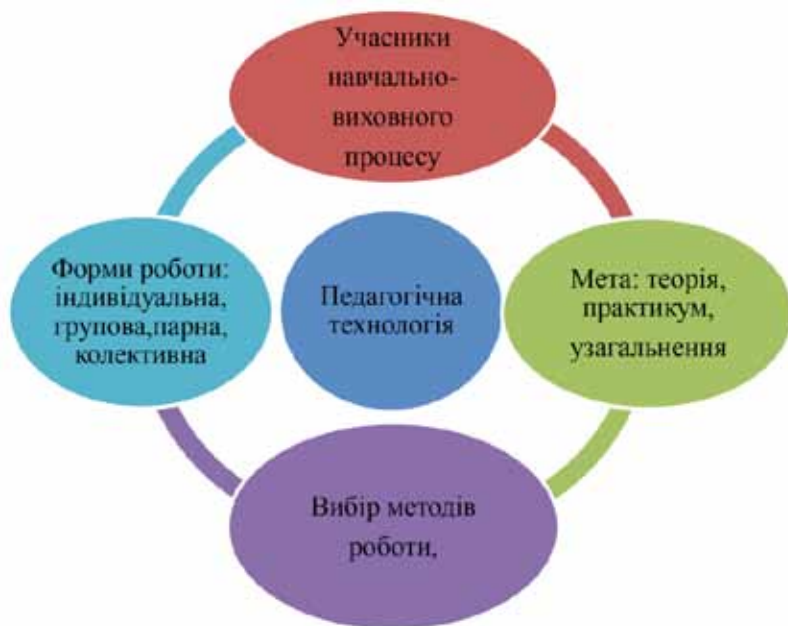 Учасники
навчально-
виховного
процесу
Форми роботи:
індивідуальна,
групова,парна,
колективна
Педагогічна
технологія
Мета: теорія,
практикум,
узагальнення
Вибір методів
роботи,